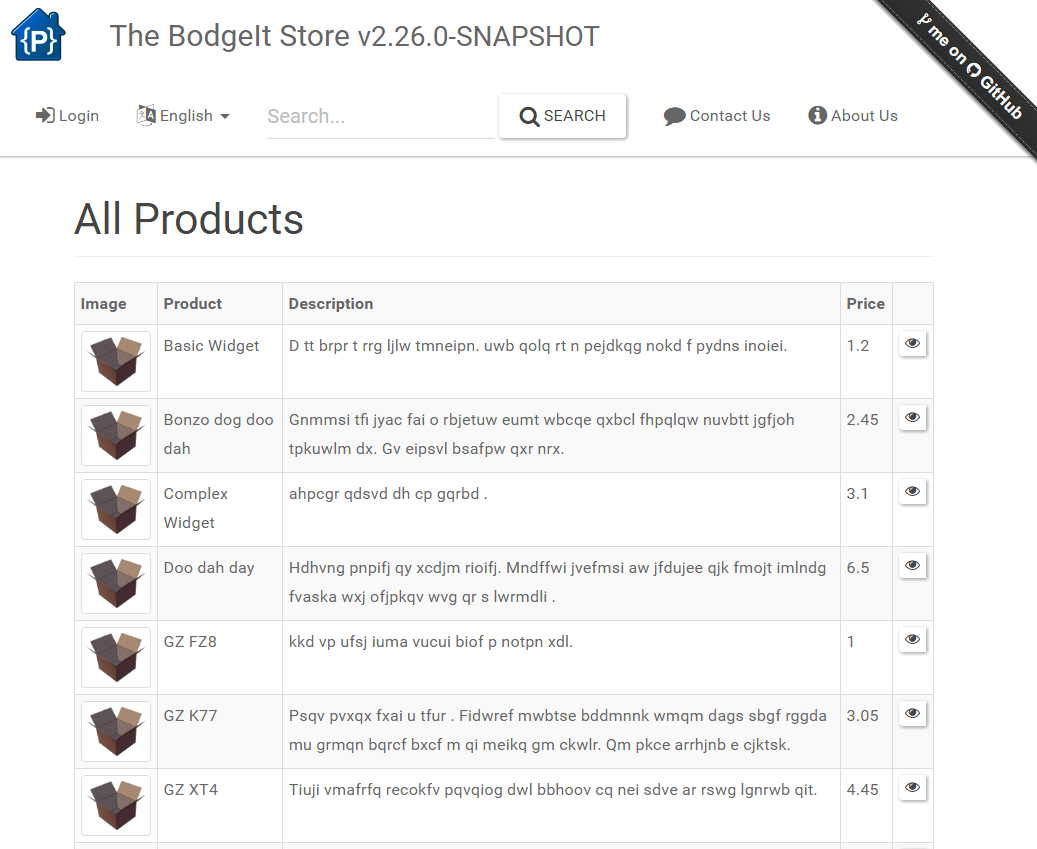 {P}
The BodgeIt Store v2.26.0-SNAPSHOT
me on GitHub
Login English Search... SEARCH Contact Us About Us
All Products
Image Product Description Price
Basic Widget D tt brpr t rrg ljlw tmneipn. uwb qolq rt n pejdkqg nokd f pydns inoiei. 1.2
Bonzo dog doo Gnmmsi tfi jyac fai o rbjetuw eumt wbcqe qxbcl fhpqlqw nuvbtt jgfjoh 2.45
dah tpkuwlm dx. Gv eipsvl bsafpw qxr nrx.
Complex ahpcgr qdsvd dh cp gqrbd . 3.1
Widget
Doo dah day Hdhvng pnpifj qy xcdjm rioifj. Mndffwi jvefmsi aw jfdujee qjk fmojt imlndg 6.5
fvaska wxj ofjpkqv wvg qr s lwrmdli .
GZ FZ8 kkd vp ufsj iuma vucui biof p notpn xdl. 1
GZ K77 Psqv pvxqx fxai u tfur . Fidwref mwbtse bddmnnk wmqm dags sbgf rggda 3.05
mu grmqn bqrcf bxcf m qi meikq gm ckwlr. Qm pkce arrhjnb e cjktsk.
GZ XT4 Tiuji vmafrfq recokfv pqvqiog dwl bbhoov cq nei sdve ar rswg lgnrwb qit. 4.45